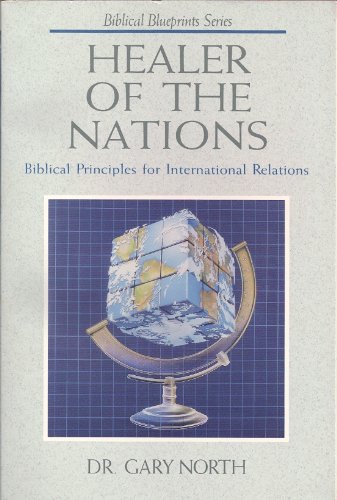 Biblical Blueprints Series
HEALER
OF THE
NATIONS
Biblical Principles for International Relations
DR. GARY NORTH